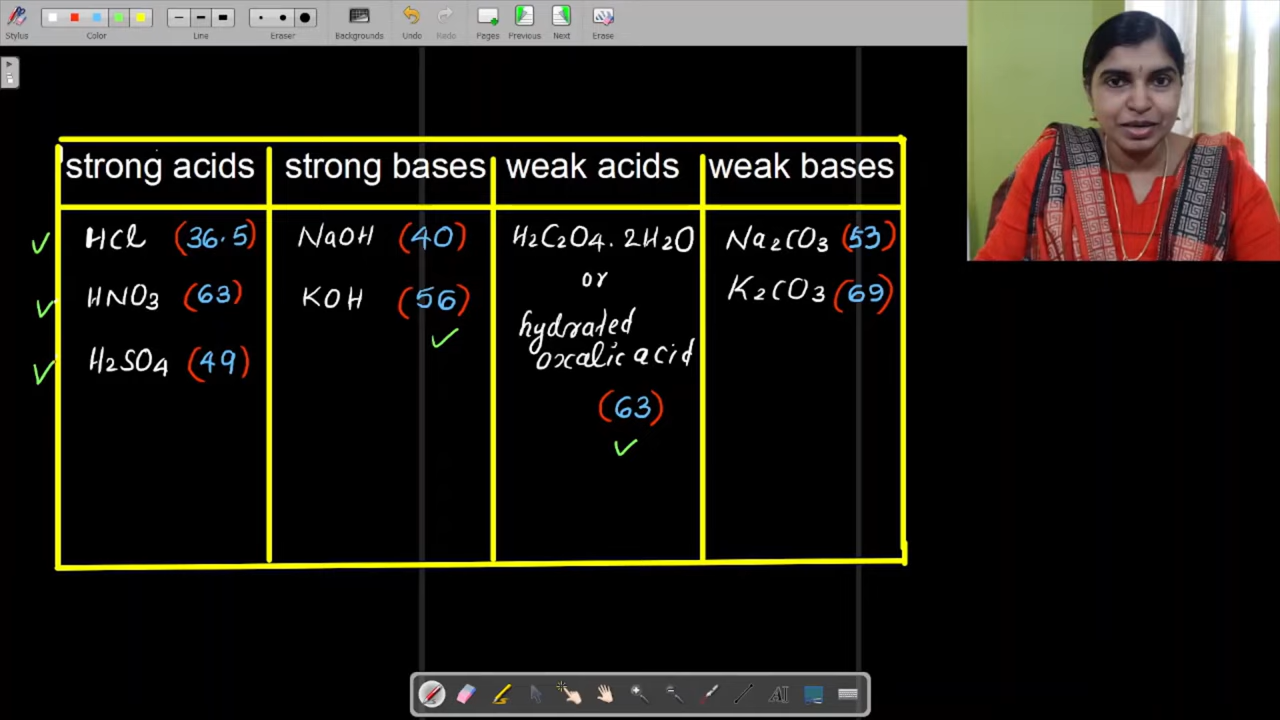 Stylus
Color
Line
Eraser
Backgrounds
Undo
Redo
Pages
Previous
Next
Erase
strong acids strong bases weak acids weak bases
HCl (36.5) NaOH (40) H2C2O4.2H2O Na2CO3 (53)
or
HNO3 (63) KOH (56) hydrated K2CO3 (69)
oxalic acid
H2SO4 (49)
(63)
AI